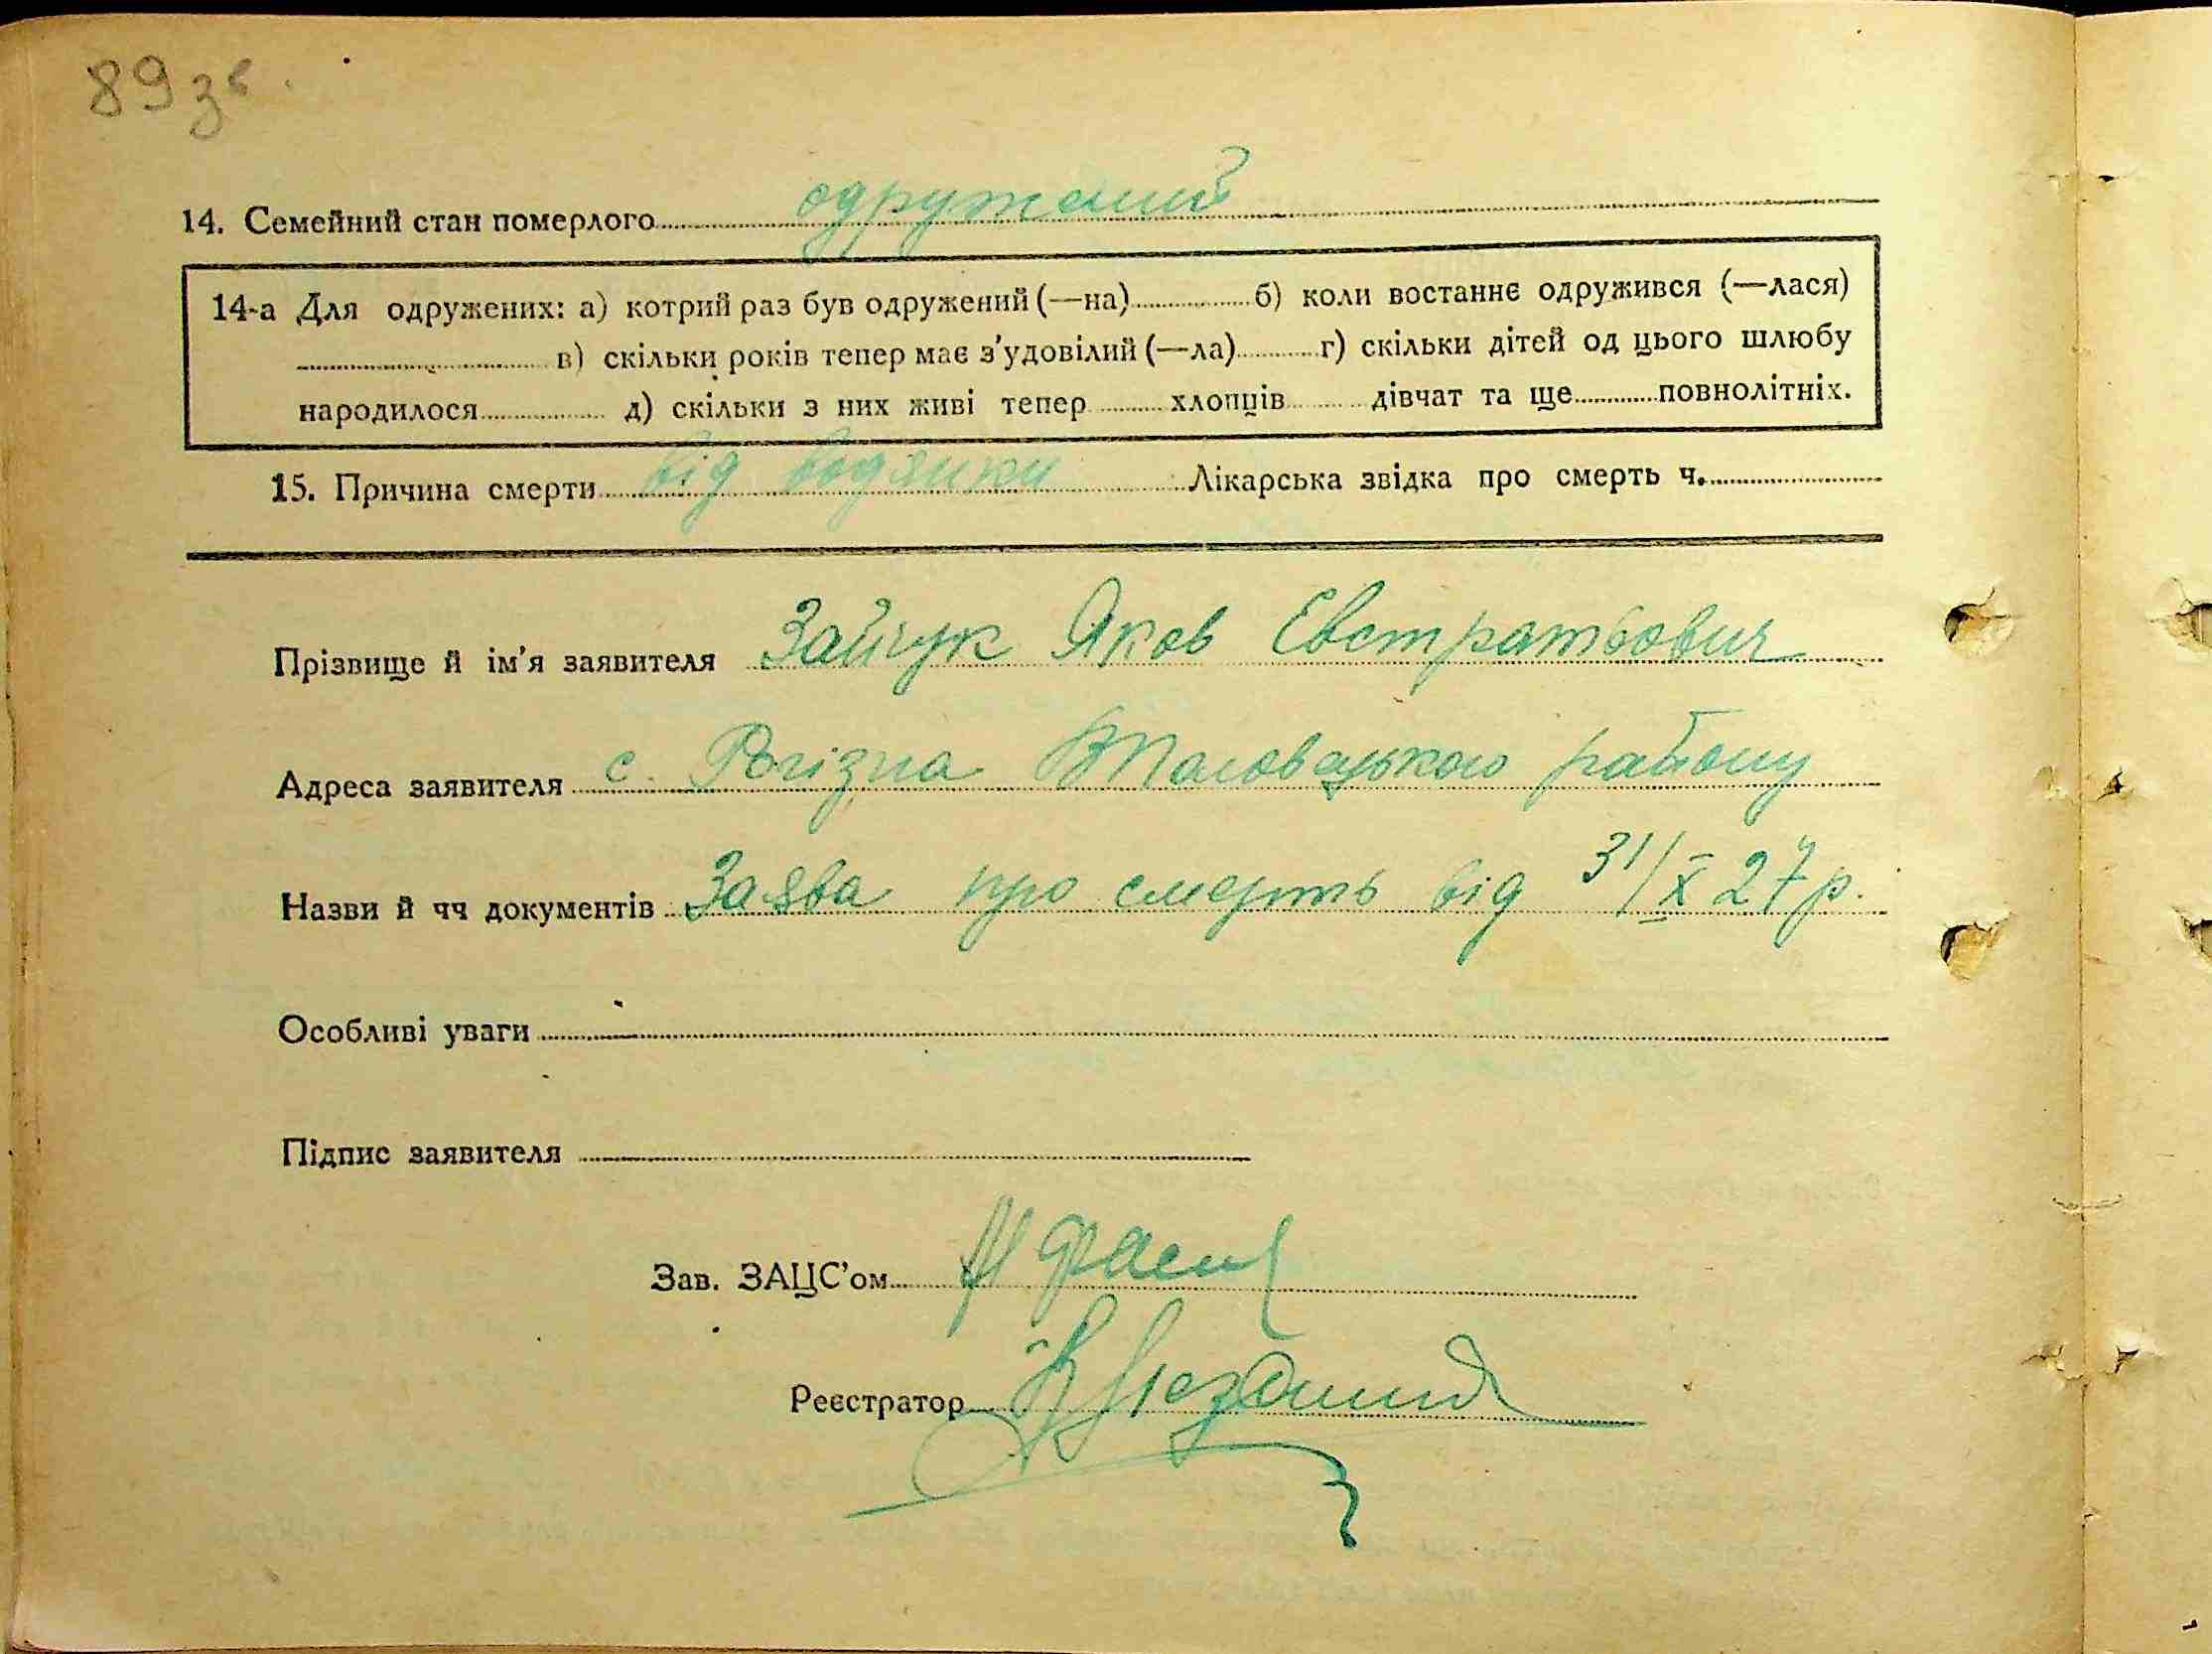 89 зв.
14. Семейний стан померлого одружений
14-а Для одружених: а) котрий раз був одружений (—на) б) коли востаннє одружився (—лася)
в) скільки років тепер має з'удовілий (—ла) г) скільки дітей од цього шлюбу
народилося д) скільки з них живі тепер хлопців дівчат та ще повнолітніх.
15. Причина смерти від водянки Лікарська звідка про смерть ч.
Прізвище й ім'я заявителя Зайчук Яков Евстратьович
Адреса заявителя с. Рогізна району
Назви й чч документів Заява про смерть від 31/X 27 р.
Особливі уваги
Підпис заявителя
Зав. ЗАЦС'ом
Реєстратор